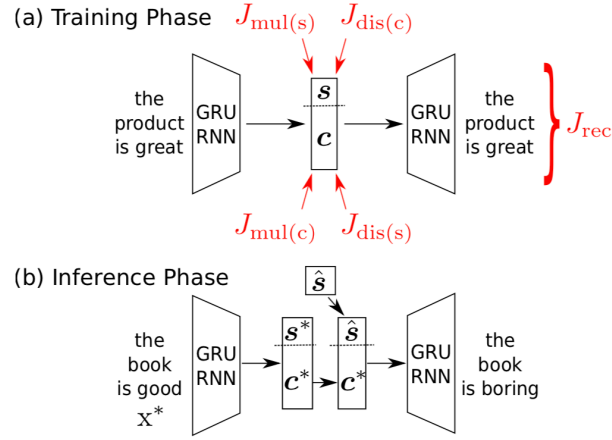 (a) Training Phase
J_mul(s) J_dis(c)
the
product
is great
GRU
RNN
s
c
GRU
RNN
the
product
is great
J_rec
J_mul(c) J_dis(s)
(b) Inference Phase
ŝ
the
book
is good
x*
GRU
RNN
s*
c*
ŝ
c*
GRU
RNN
the
book
is boring